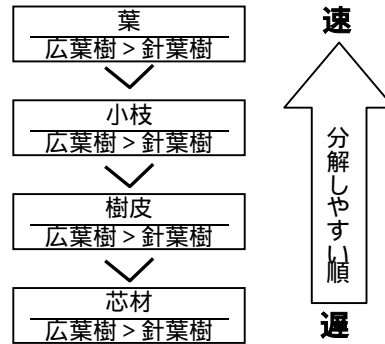 葉
広葉樹 > 針葉樹
小枝
広葉樹 > 針葉樹
樹皮
広葉樹 > 針葉樹
芯材
広葉樹 > 針葉樹
速
分解しやすい順
遅